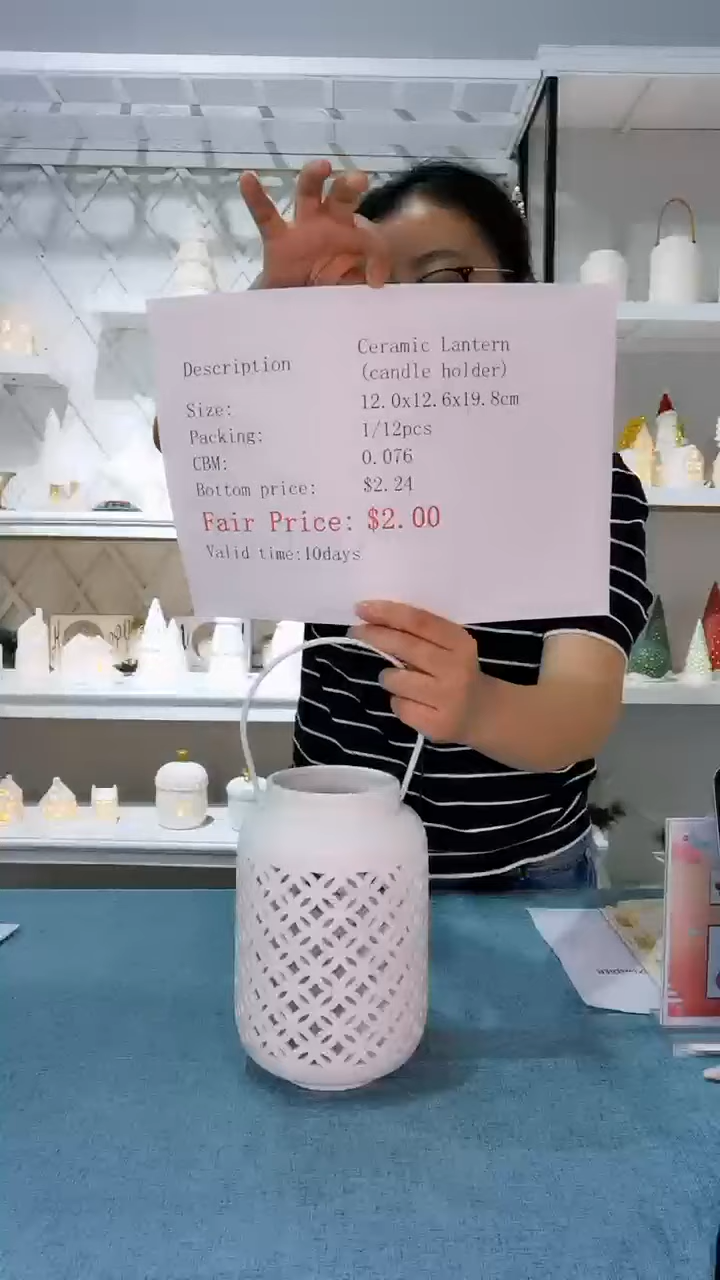 Description
Ceramic Lantern
(candle holder)
Size: 12.0x12.6x19.8cm
Packing: 1/12pcs
CBM: 0.076
Bottom price: $2.24
Fair Price: $2.00
Valid time:10days